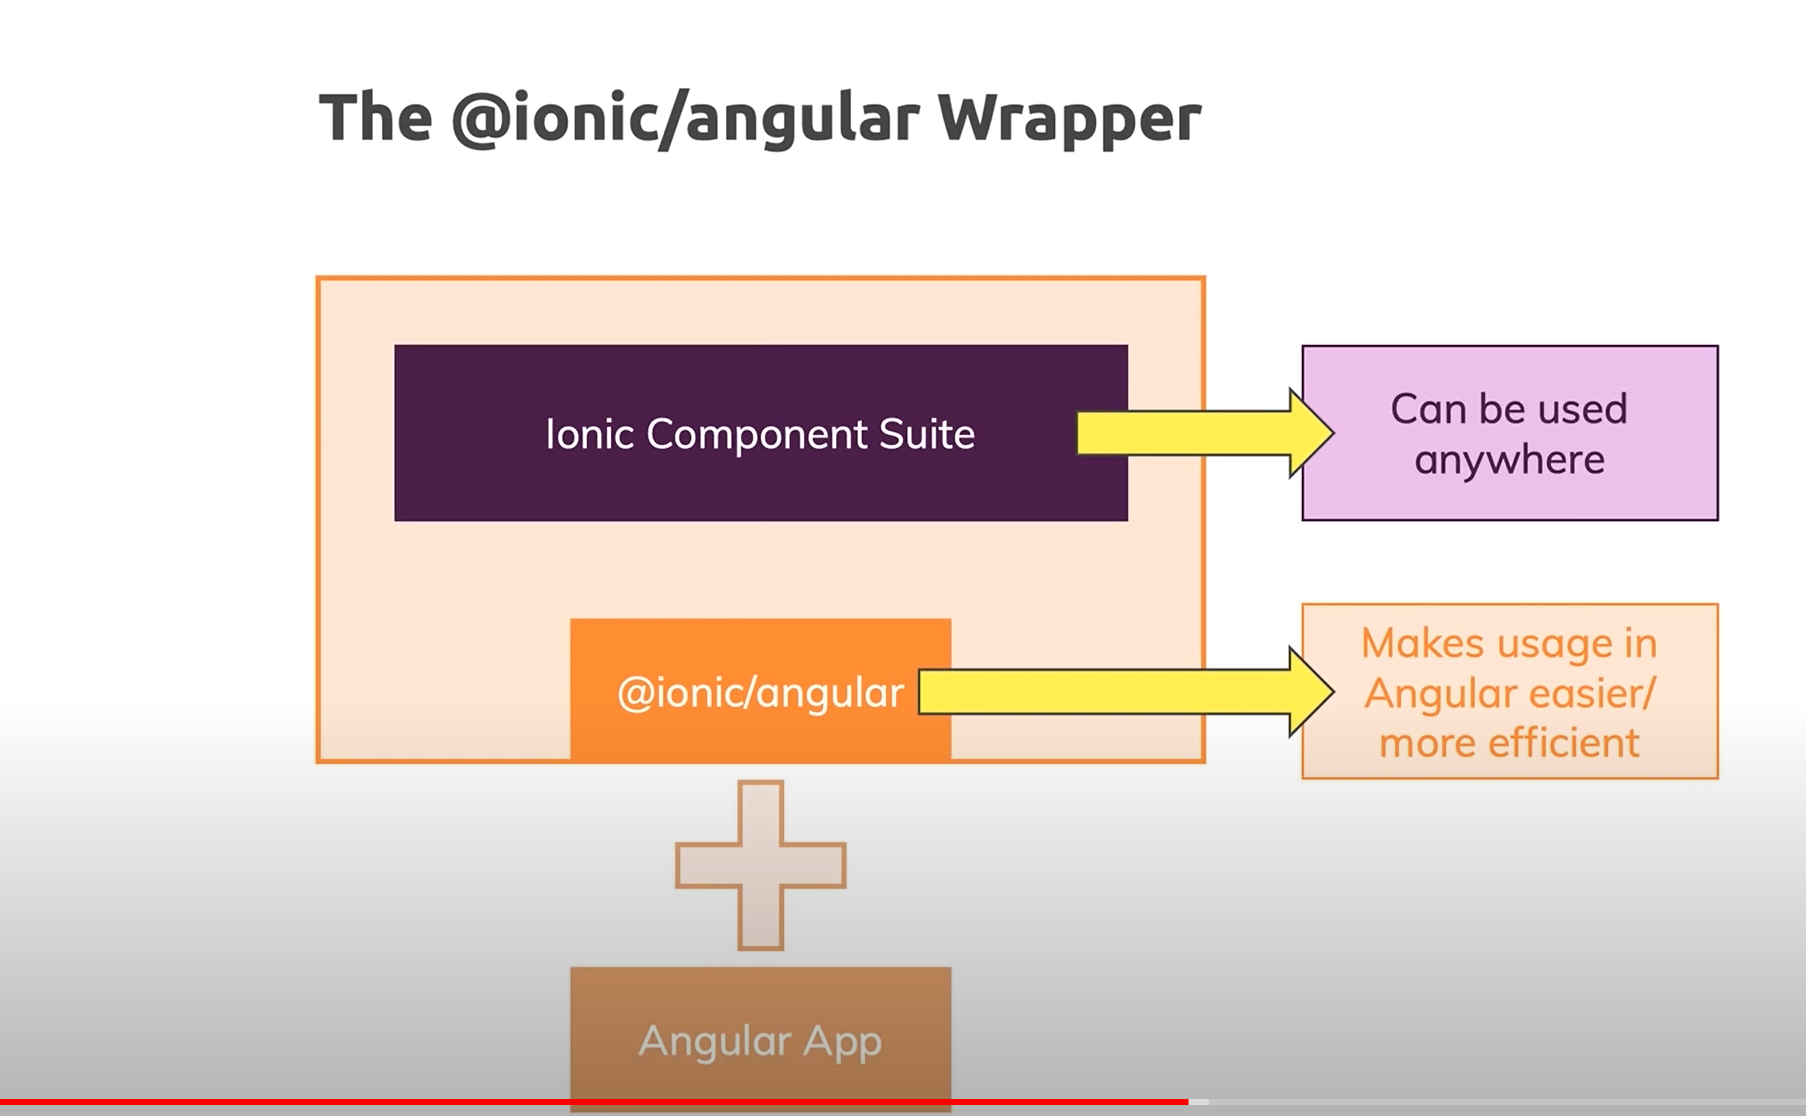 The @ionic/angular Wrapper
Ionic Component Suite
Can be used
anywhere
@ionic/angular
Makes usage in
Angular easier/
more efficient
Angular App